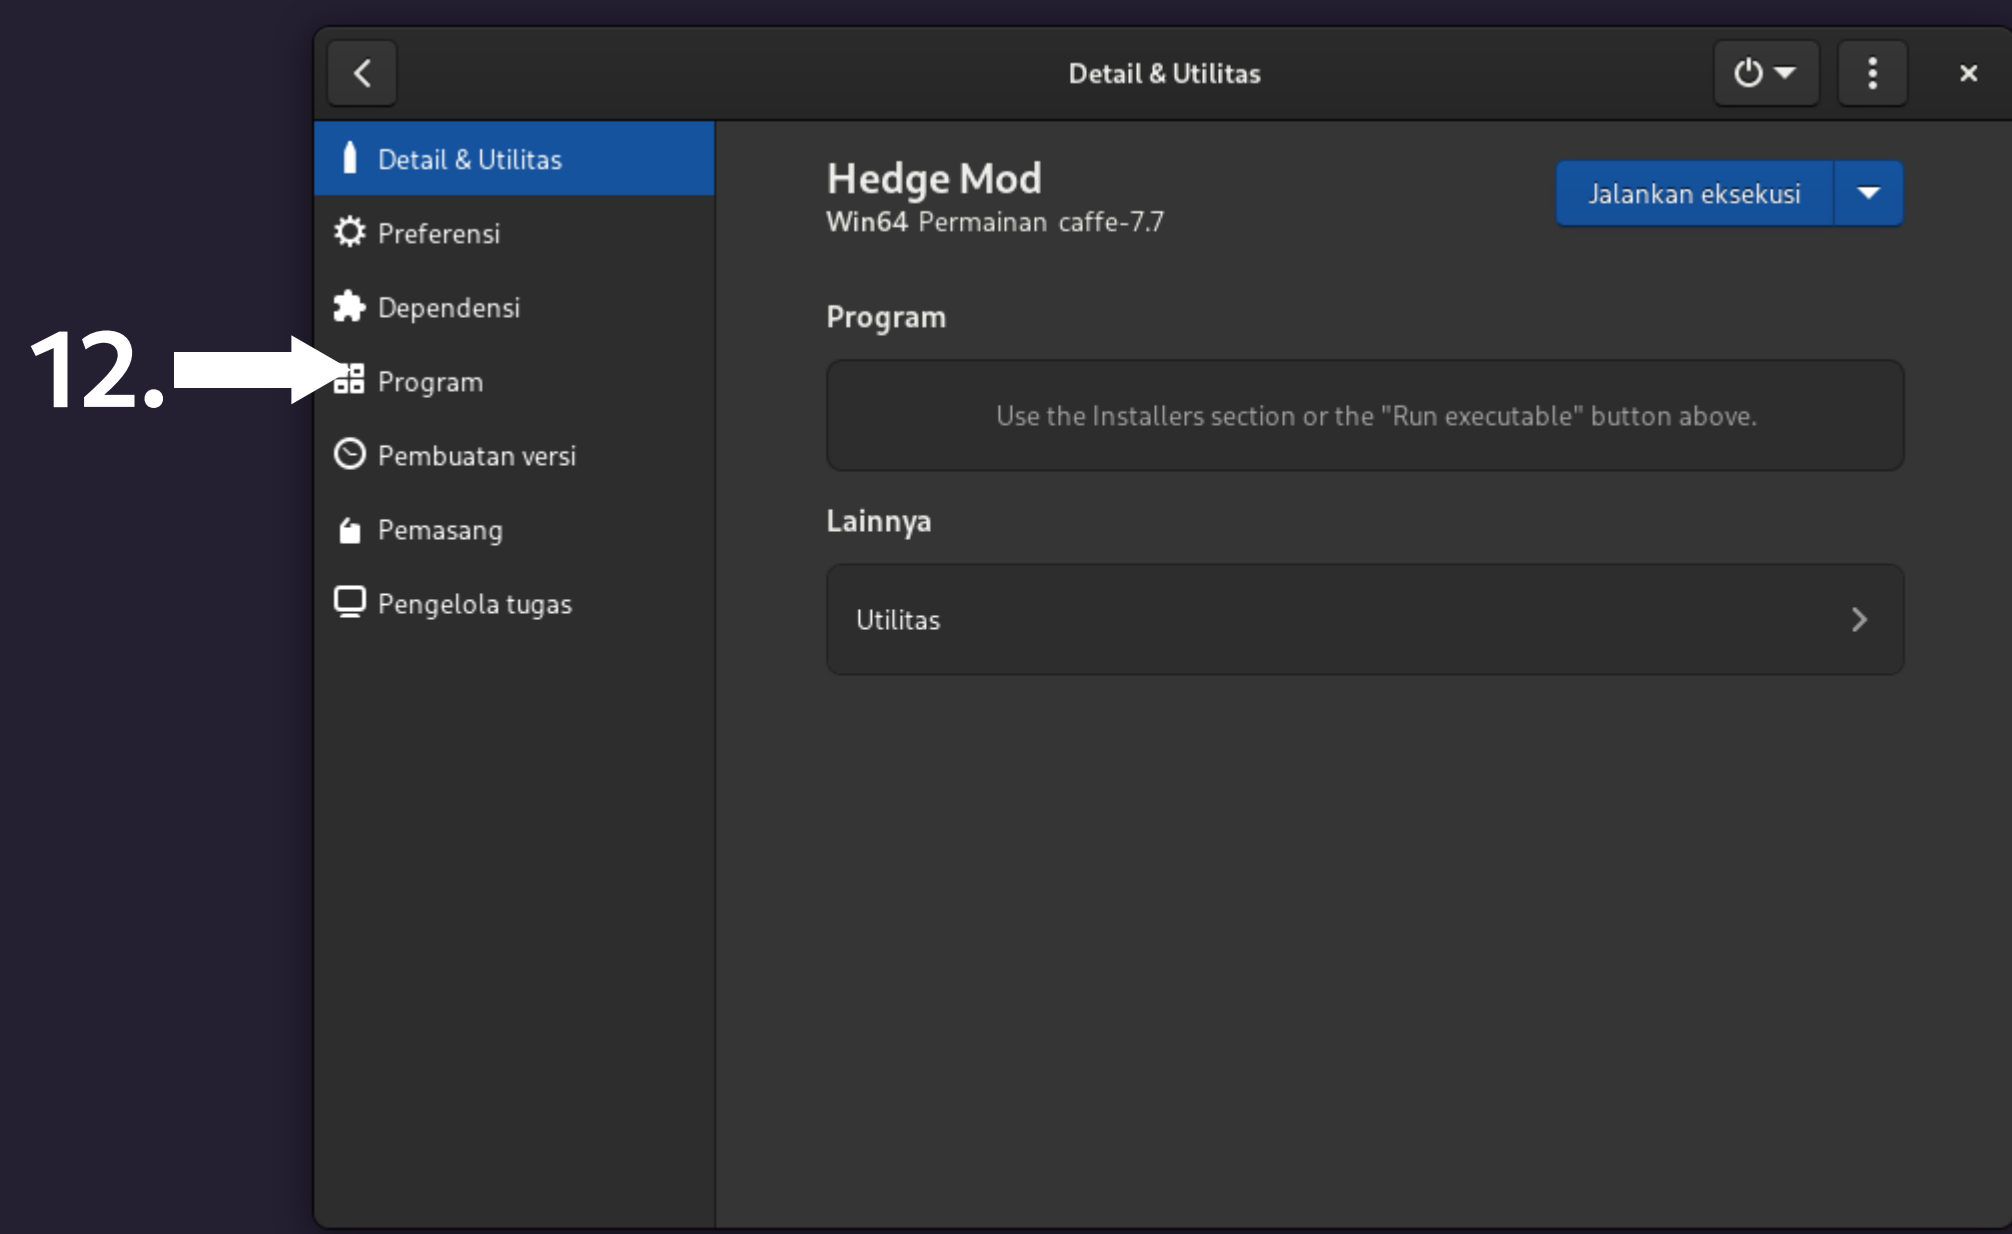 Detail & Utilitas
Detail & Utilitas
Preferensi
Dependensi
12.
Program
Pembuatan versi
Pemasang
Pengelola tugas
Hedge Mod
Win64 Permainan caffe-7.7
Jalankan eksekusi
Program
Use the Installers section or the "Run executable" button above.
Lainnya
Utilitas